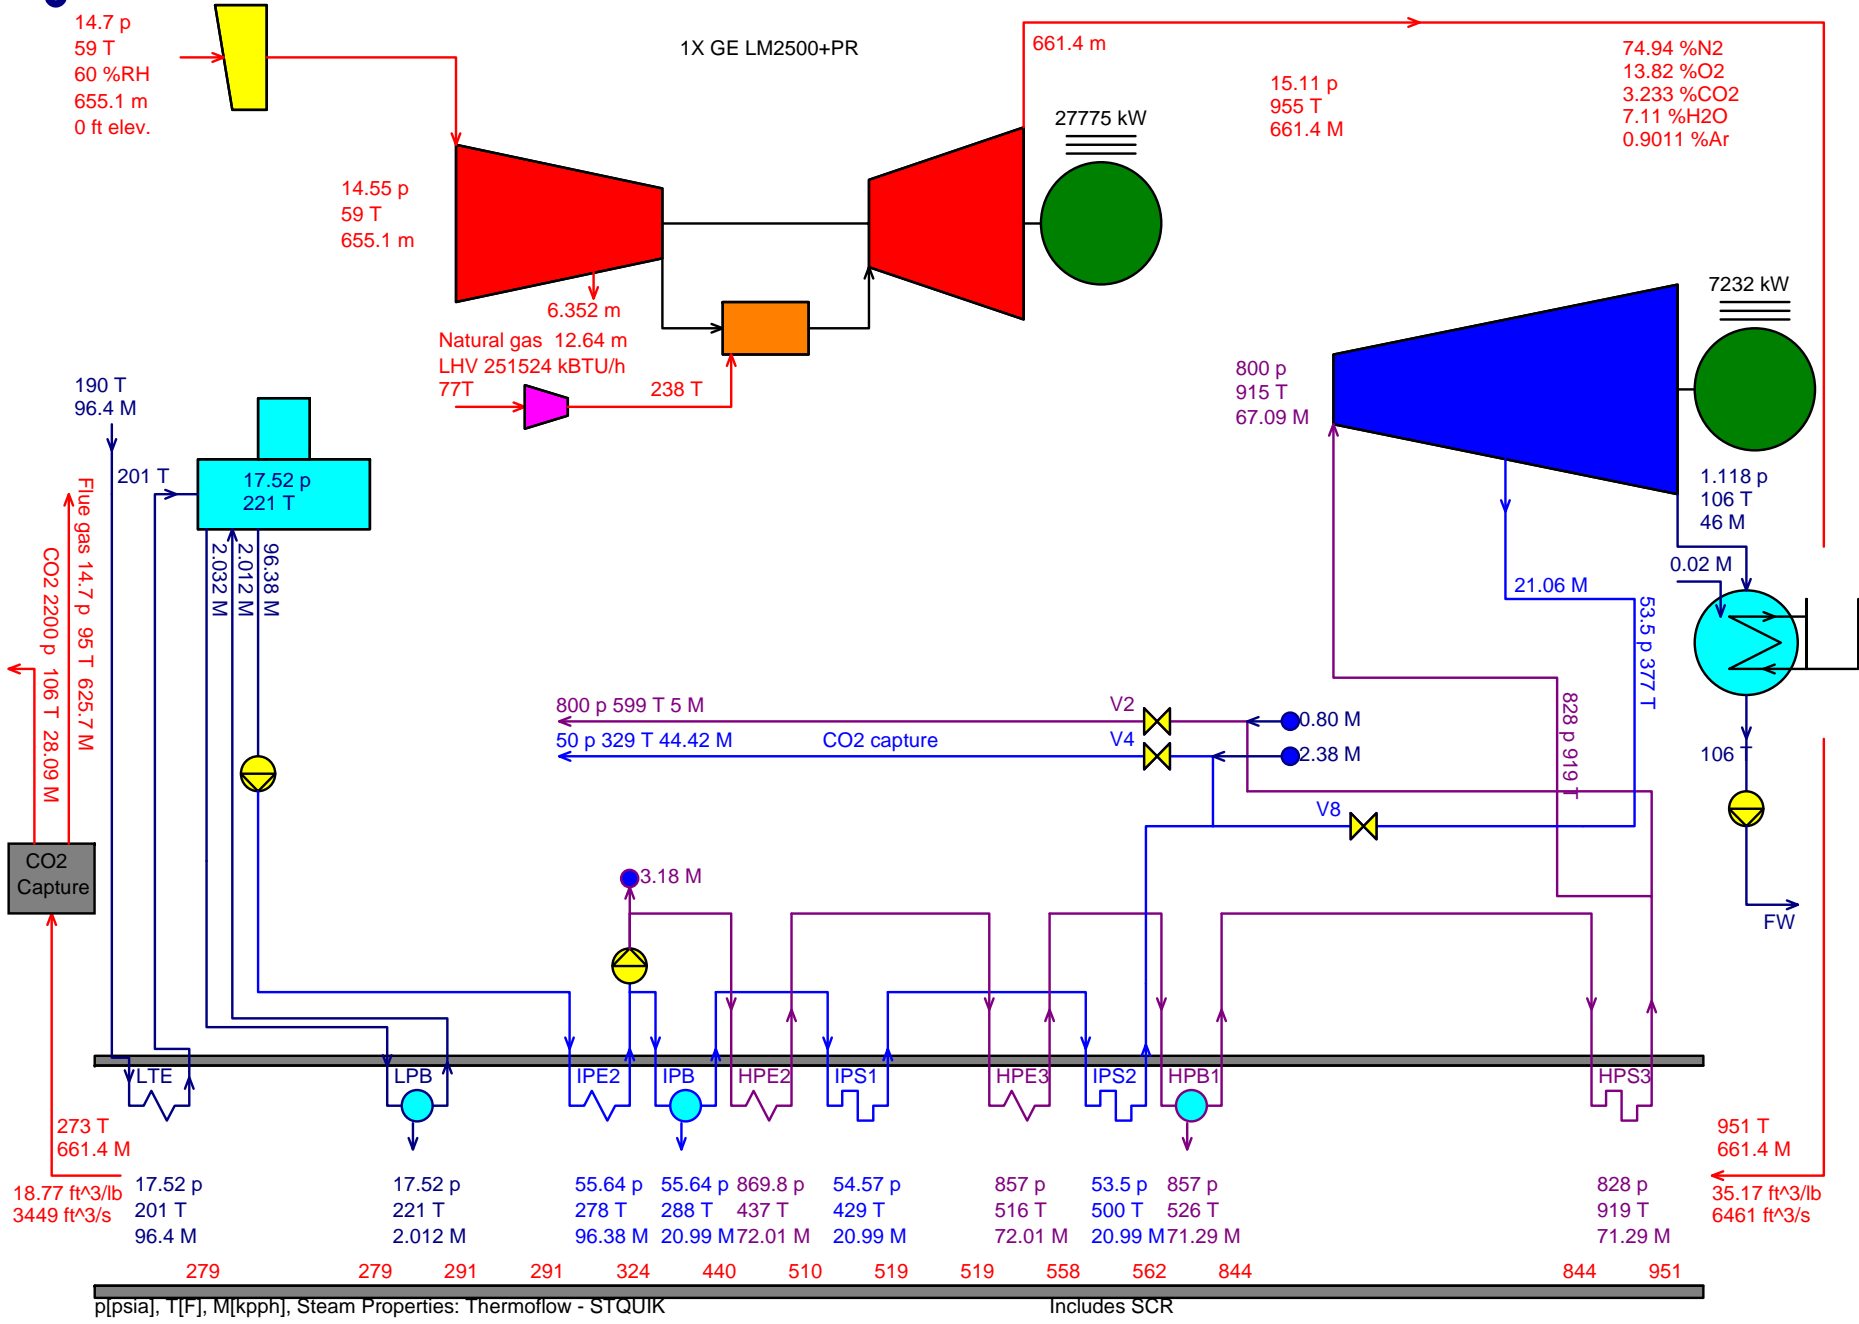 14.7 p
59 T
60 %RH
655.1 m
0 ft elev.
1X GE LM2500+PR
661.4 m
15.11 p
955 T
661.4 M
74.94 %N2
13.82 %O2
3.233 %CO2
7.11 %H2O
0.9011 %Ar
27775 kW
14.55 p
59 T
655.1 m
6.352 m
Natural gas 12.64 m
LHV 251524 kBTU/h
77T
238 T
7232 kW
800 p
915 T
67.09 M
190 T
96.4 M
201 T
17.52 p
221 T
1.118 p
106 T
46 M
0.02 M
Flue gas 14.7 p 95 T 625.7 M
CO2 2200 p 106 T 28.09 M
2.032 M
2.012 M
96.38 M
21.06 M
53.5 p 377 T
828 p 919 T
800 p 599 T 5 M
V2
0.80 M
50 p 329 T 44.42 M
CO2 capture
V4
2.38 M
V8
106 T
CO2
Capture
3.18 M
FW
LTE
LPB
IPE2
IPB
HPE2
IPS1
HPE3
IPS2
HPB1
HPS3
273 T
661.4 M
951 T
661.4 M
18.77 ft^3/lb
3449 ft^3/s
35.17 ft^3/lb
6461 ft^3/s
17.52 p
201 T
96.4 M
17.52 p
221 T
2.012 M
55.64 p
278 T
96.38 M
55.64 p
288 T
20.99 M
869.8 p
437 T
72.01 M
54.57 p
429 T
20.99 M
857 p
516 T
72.01 M
53.5 p
500 T
20.99 M
857 p
526 T
71.29 M
828 p
919 T
71.29 M
279 279 291 291 324 440 510 519 519 558 562 844 844 951
p[psia], T[F], M[kpph], Steam Properties: Thermoflow - STQUIK
Includes SCR